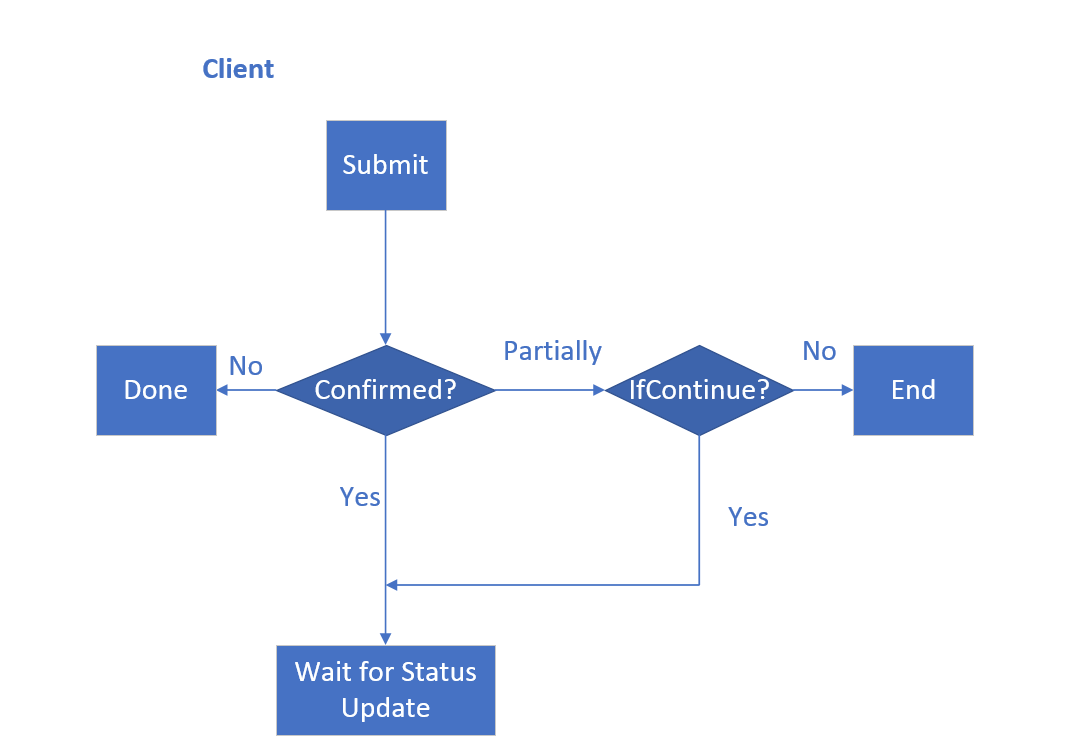 Client
Submit
No
Partially
No
Done
Confirmed?
IfContinue?
End
Yes
Yes
Wait for Status
Update